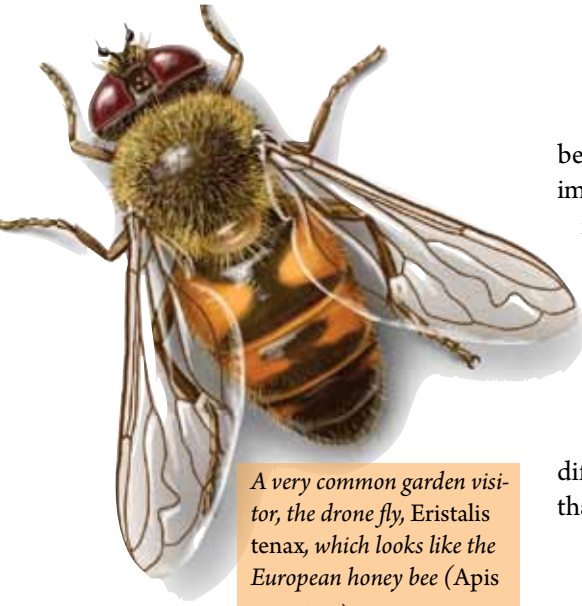 A very common garden visi-
tor, the drone fly, Eristalis
tenax, which looks like the
European honey bee (Apis
be
im
dif
tha